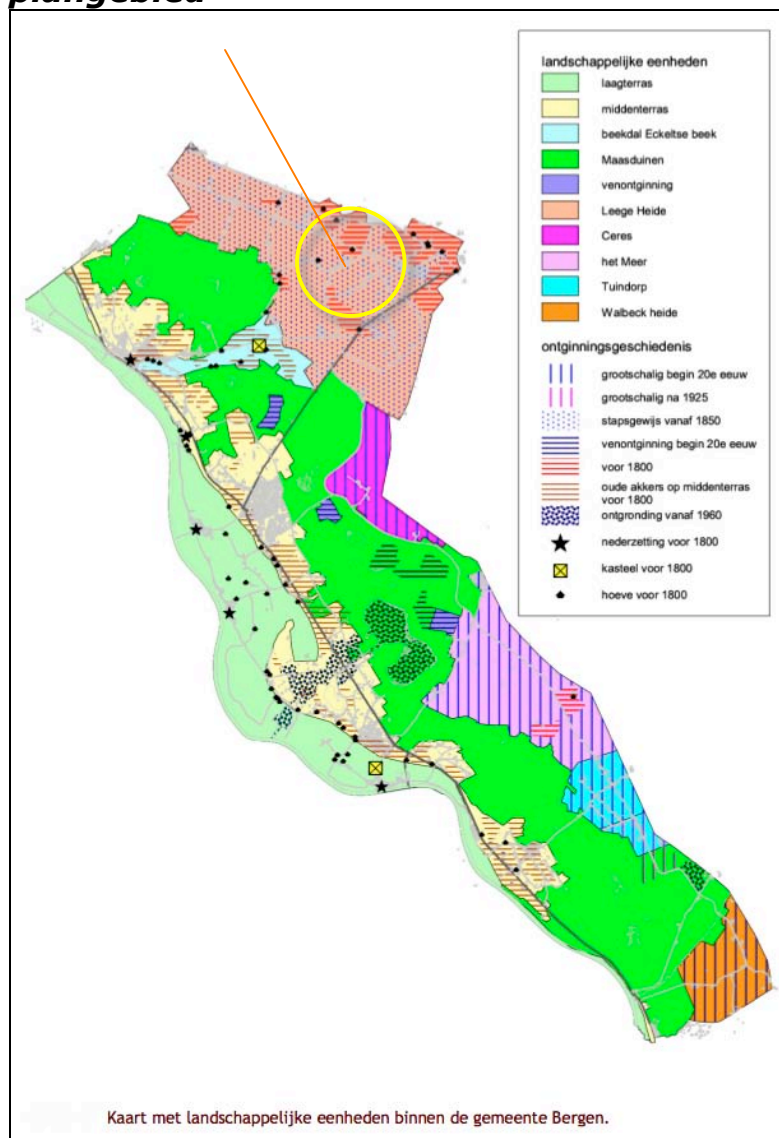 plangebied
landschappelijke eenheden
laagterras
middenterras
beekdal Eckeltse beek
Maasduinen
venontginning
Leege Heide
Ceres
het Meer
Tuindorp
Walbeck heide
ontginningsgeschiedenis
grootschalig begin 20e eeuw
grootschalig na 1925
stapsgewijs vanaf 1850
venontginning begin 20e eeuw
voor 1800
oude akkers op middenterras
voor 1800
ontgronding vanaf 1960
nederzetting voor 1800
kasteel voor 1800
hoeve voor 1800
Kaart met landschappelijke eenheden binnen de gemeente Bergen.